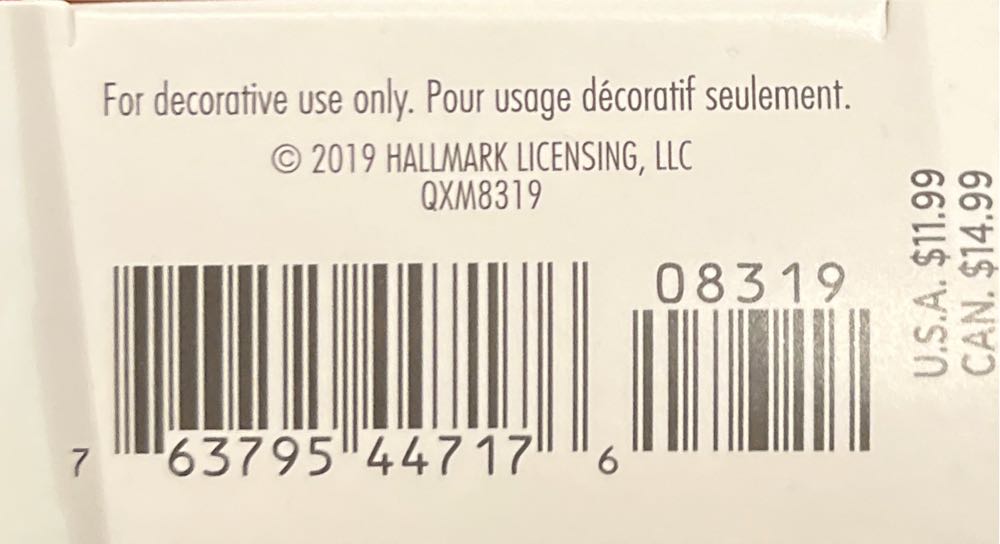 For decorative use only. Pour usage décoratif seulement.
© 2019 HALLMARK LICENSING, LLC
QXM8319
08319
7 63795 44717 6
U.S.A. $11.99
CAN. $14.99